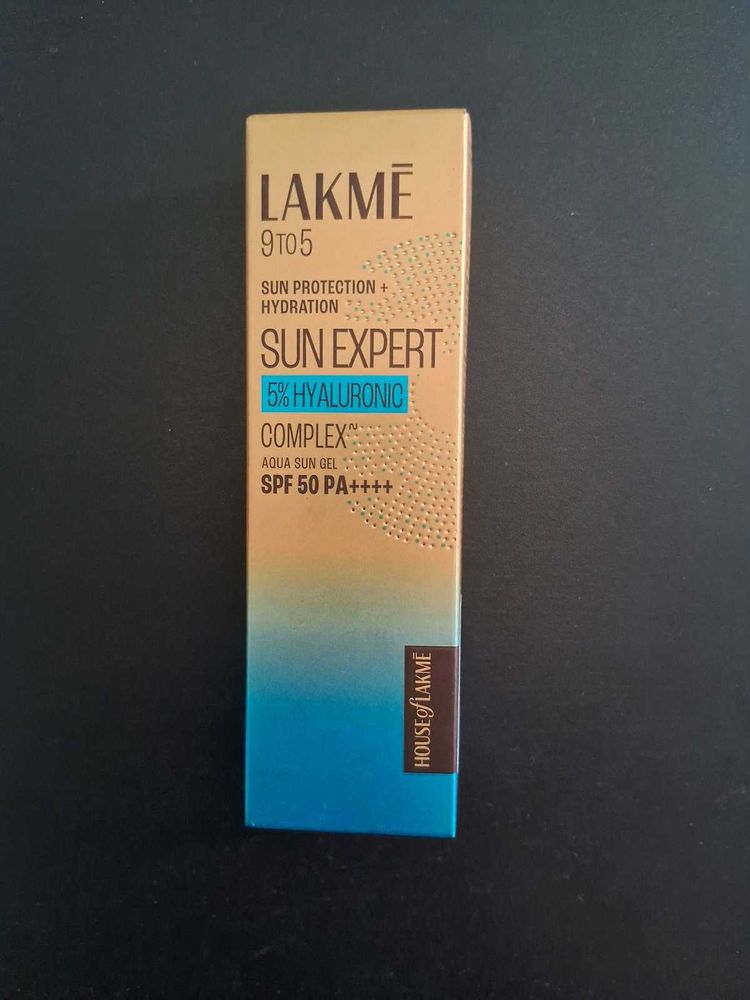 LAKMĒ
9TO5
SUN PROTECTION +
HYDRATION
SUN EXPERT
5% HYALURONIC
COMPLEX~
AQUA SUN GEL
SPF 50 PA++++
HOUSE of LAKMĒ